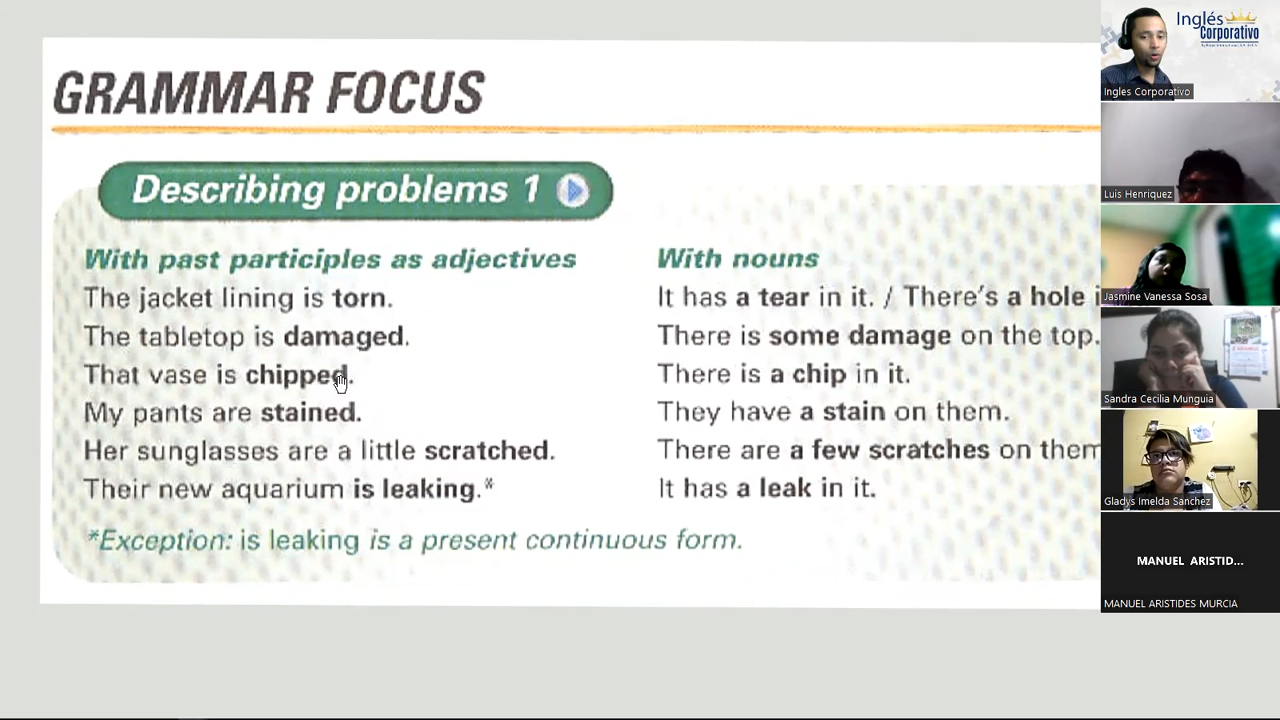 GRAMMAR FOCUS
Describing problems 1
With past participles as adjectives
The jacket lining is torn.
The tabletop is damaged.
That vase is chipped.
My pants are stained.
Her sunglasses are a little scratched.
Their new aquarium is leaking.*
With nouns
It has a tear in it. / There's a hole i
There is some damage on the top.
There is a chip in it.
They have a stain on them.
There are a few scratches on them
It has a leak in it.
*Exception: is leaking is a present continuous form.
Inglés
Corporativo
Ingles Corporativo
Luis Henriquez
Jasmine Vanessa Sosa
Sandra Cecilia Munguia
Gladys Imelda Sanchez
MANUEL ARISTID...
MANUEL ARISTIDES MURCIA